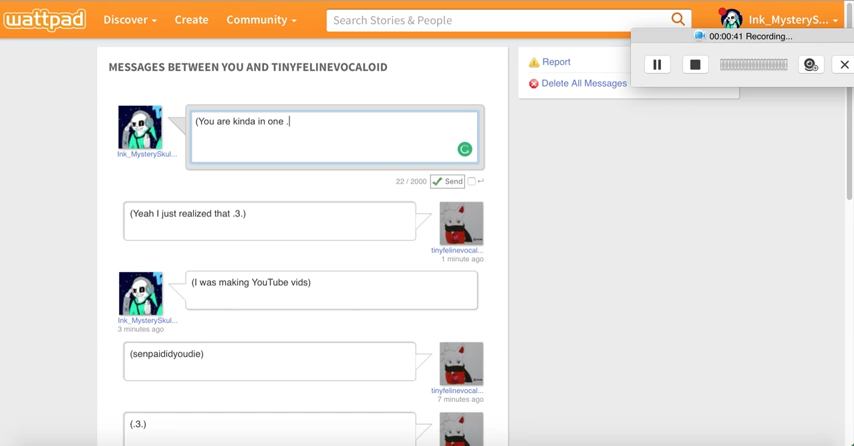 wattpad
Discover
Create
Community
Search Stories & People
Ink_MysteryS...
00:00:41 Recording...
MESSAGES BETWEEN YOU AND TINYFELINEVOCALOID
Report
Delete All Messages
(You are kinda in one .
Ink_MysterySkul...
22 / 2000
Send
(Yeah I just realized that .3.)
tinyfelinevocal...
1 minute ago
(I was making YouTube vids)
Ink_MysterySkul...
3 minutes ago
(senpaididyoudie)
tinyfelinevocal...
7 minutes ago
(.3.)